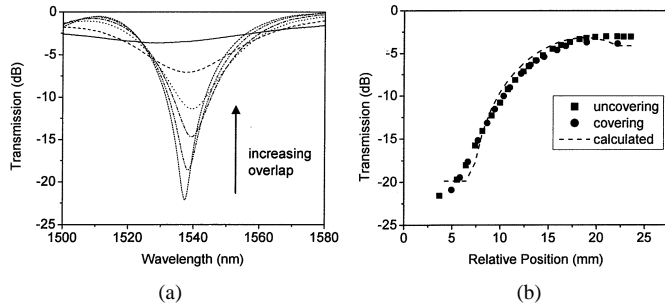 0
-5
-10
-15
-20
-25
Transmission (dB)
increasing
overlap
1500
1520
1540
1560
1580
Wavelength (nm)
(a)
0
-5
-10
-15
-20
-25
Transmission (dB)
uncovering
covering
calculated
0
5
10
15
20
25
Relative Position (mm)
(b)